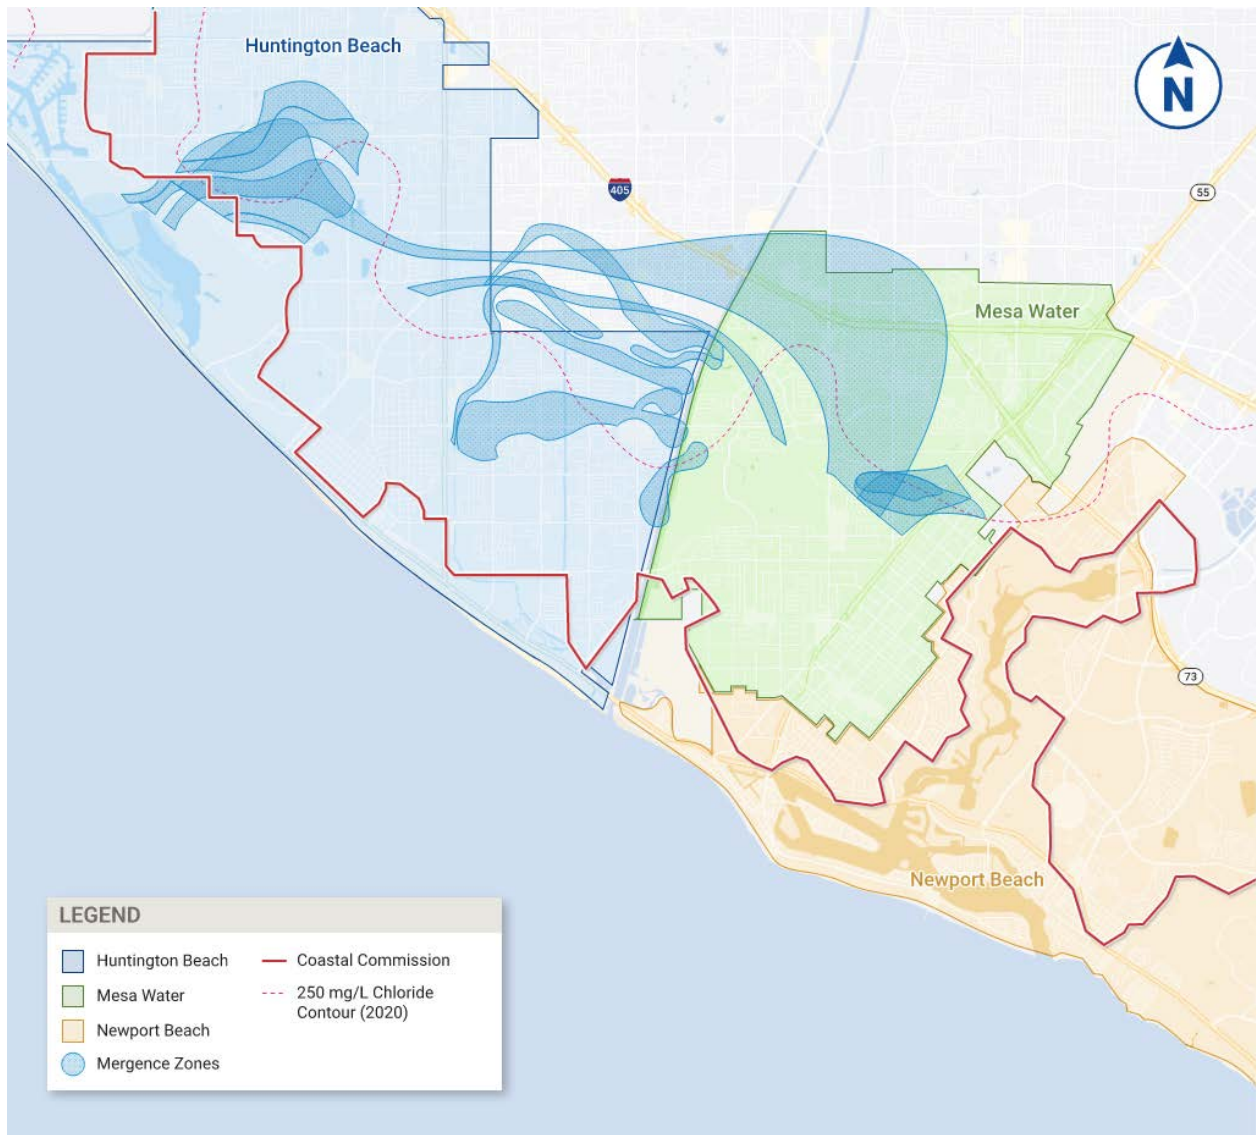 Huntington Beach
N
405
55
Mesa Water
73
Newport Beach
LEGEND
Huntington Beach
Mesa Water
Newport Beach
Mergence Zones
Coastal Commission
250 mg/L Chloride
Contour (2020)